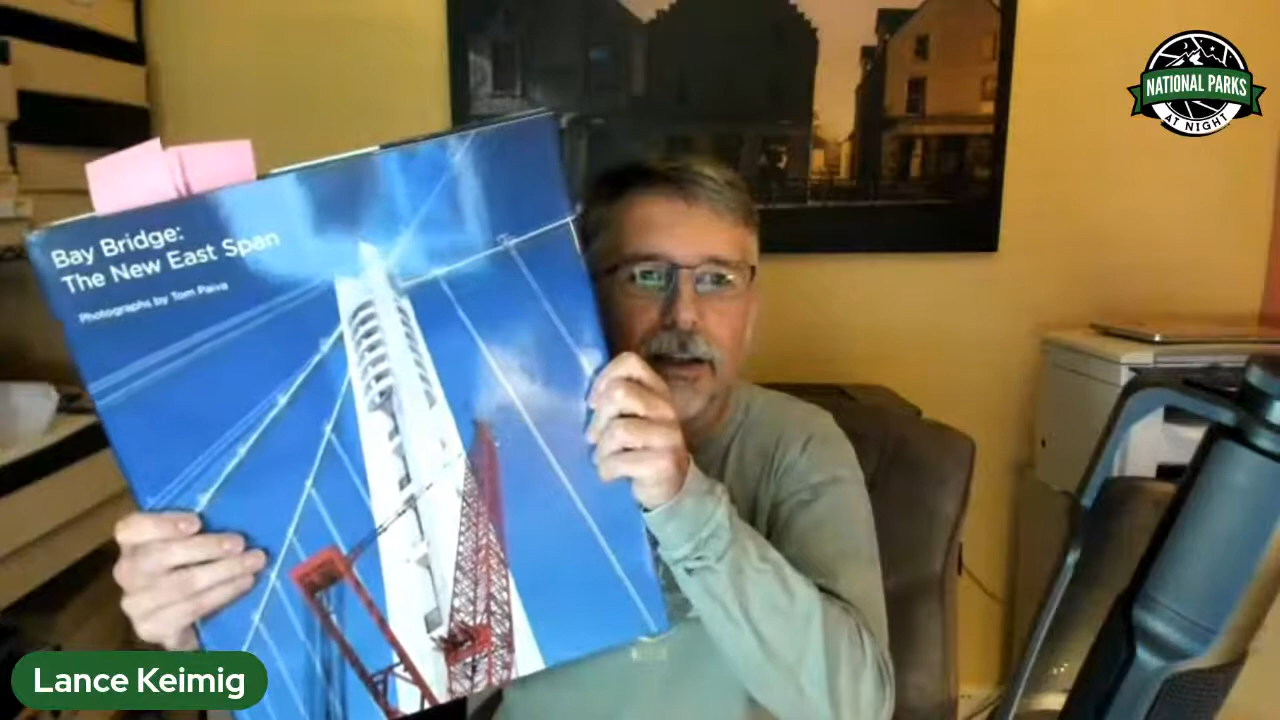 NATIONAL PARKS
AT NIGHT
Bay Bridge:
The New East Span
Photographs by Tom Paiva
Lance Keimig